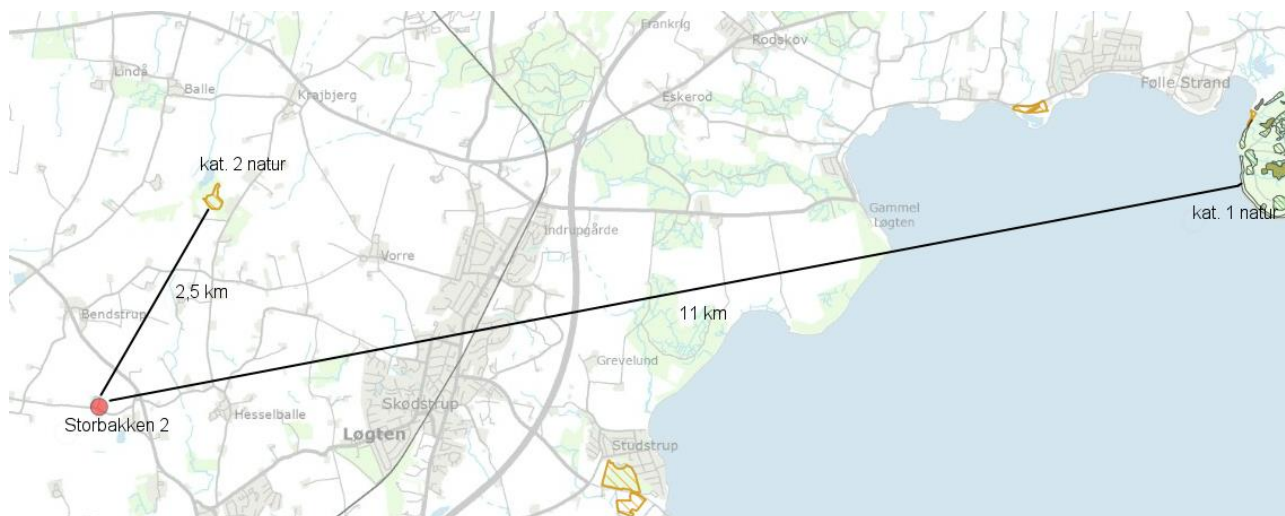 Frankrig
Rodskov
Lindå
Balle
Krajbjerg
Eskerod
Følle Strand
kat. 2 natur
Gammel
Løgten
kat. 1 natur
Indrupgårde
Vorre
2,5 km
11 km
Bendstrup
Grevelund
Storbakken 2
Hesselballe
Skødstrup
Løgten
Studstrup